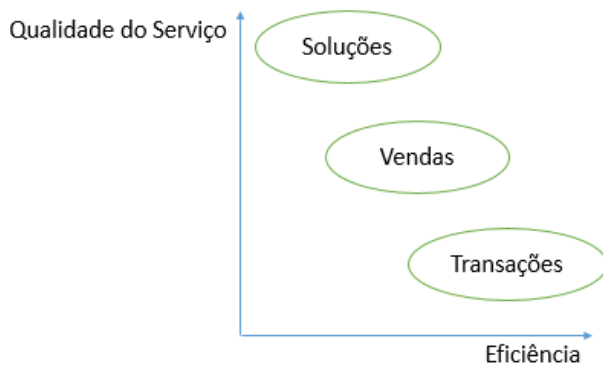 Qualidade do Serviço
Soluções
Vendas
Transações
Eficiência